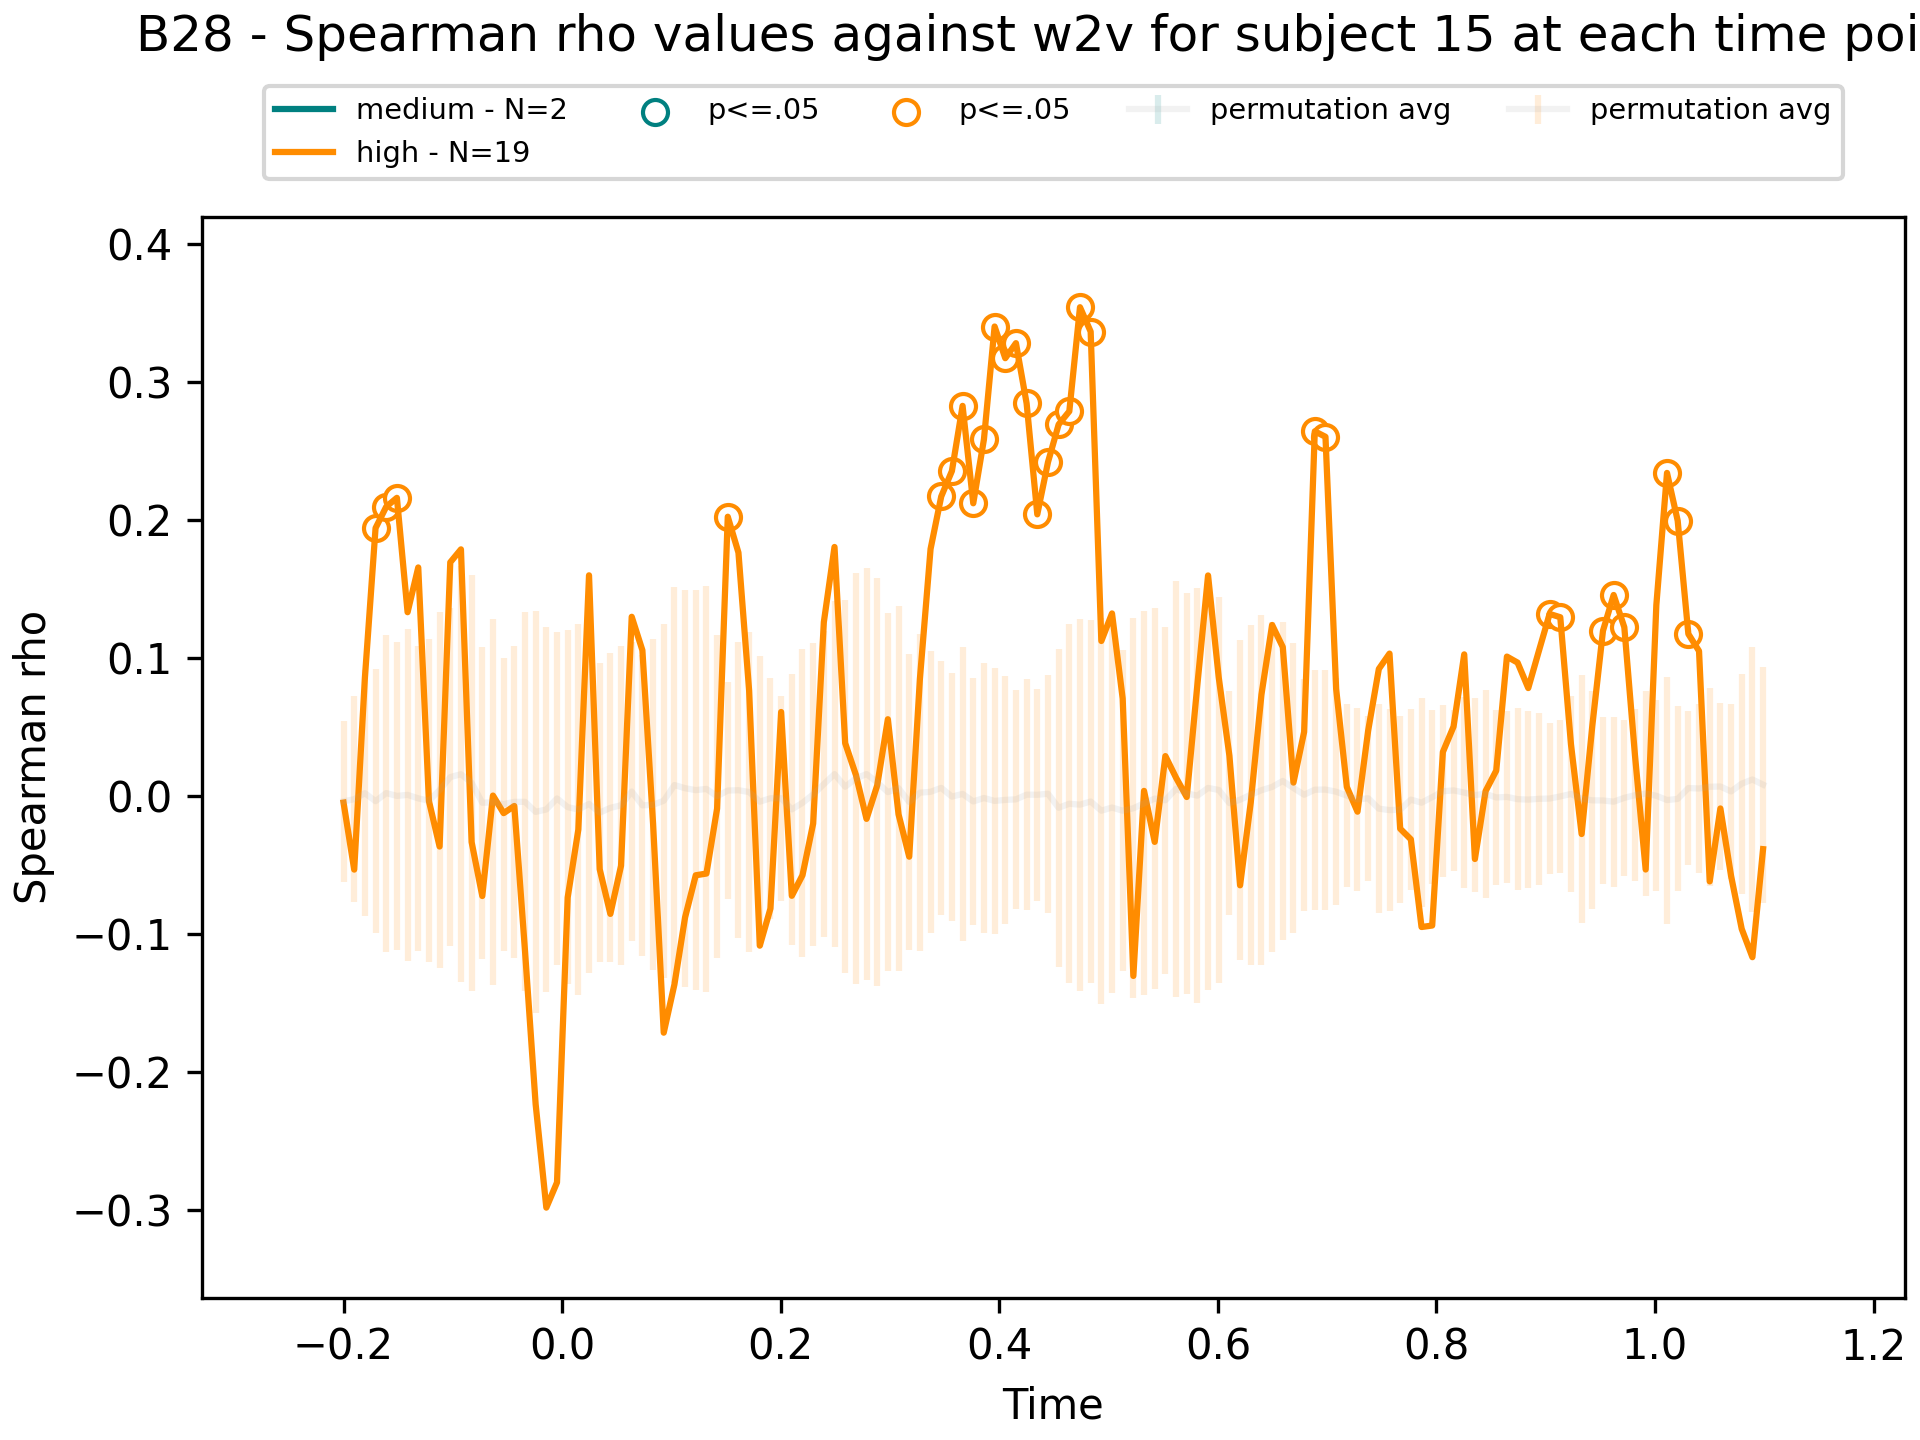 B28 - Spearman rho values against w2v for subject 15 at each time poi
medium - N=2
high - N=19
p<=.05
p<=.05
permutation avg
permutation avg
Spearman rho
0.4
0.3
0.2
0.1
0.0
−0.1
−0.2
−0.3
−0.2
0.0
0.2
0.4
0.6
0.8
1.0
1.2
Time